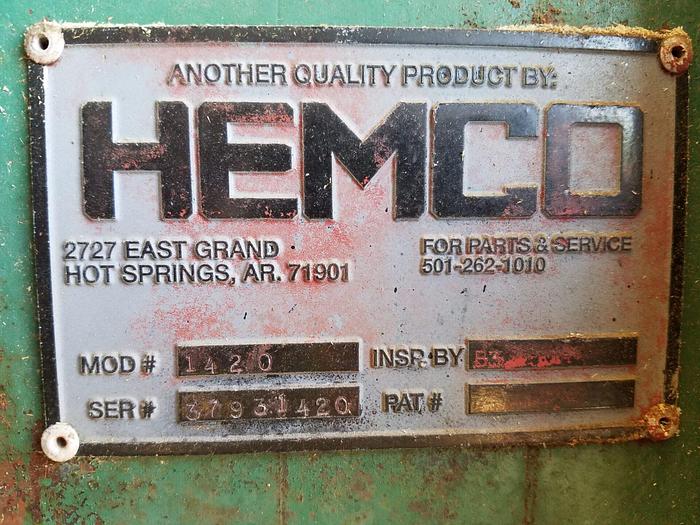 ANOTHER QUALITY PRODUCT BY:
HEMCO
2727 EAST GRAND
HOT SPRINGS, AR. 71901
FOR PARTS & SERVICE
501-262-1010
MOD # 1420 INSP. BY
SER # 37931420 PAT #